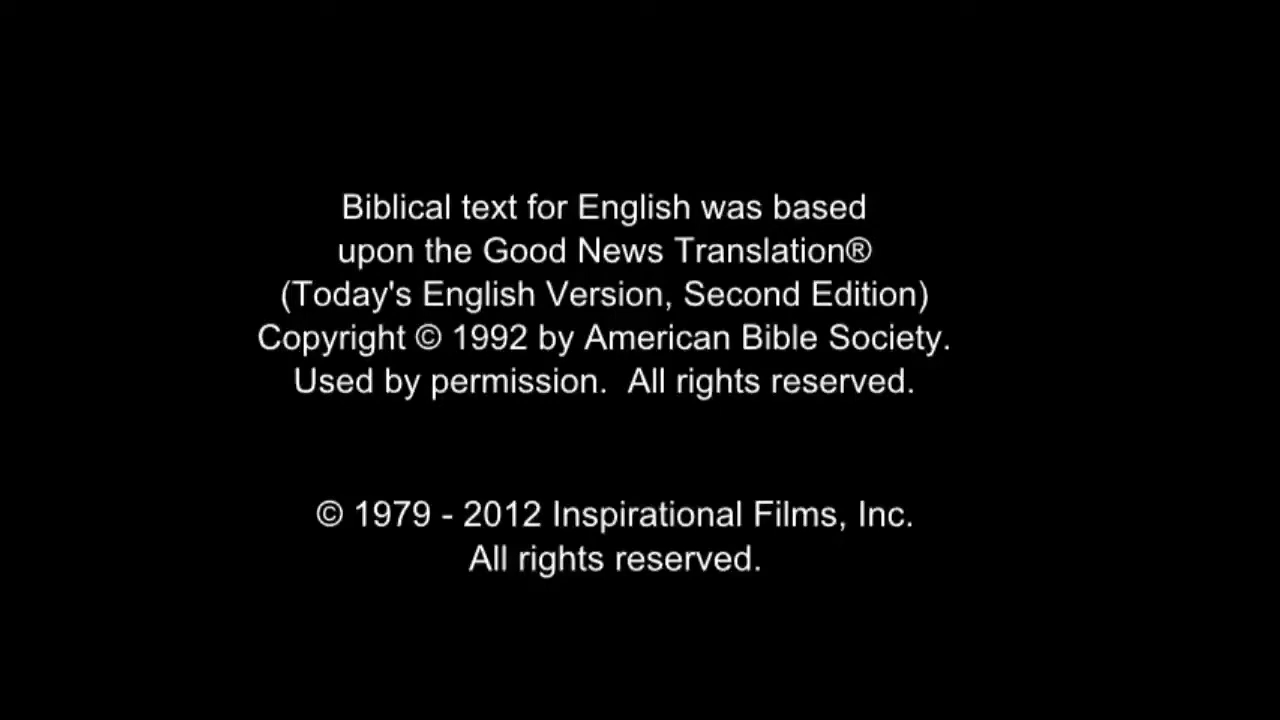 Biblical text for English was based
upon the Good News Translation®
(Today's English Version, Second Edition)
Copyright © 1992 by American Bible Society.
Used by permission.  All rights reserved.
© 1979 - 2012 Inspirational Films, Inc.
All rights reserved.